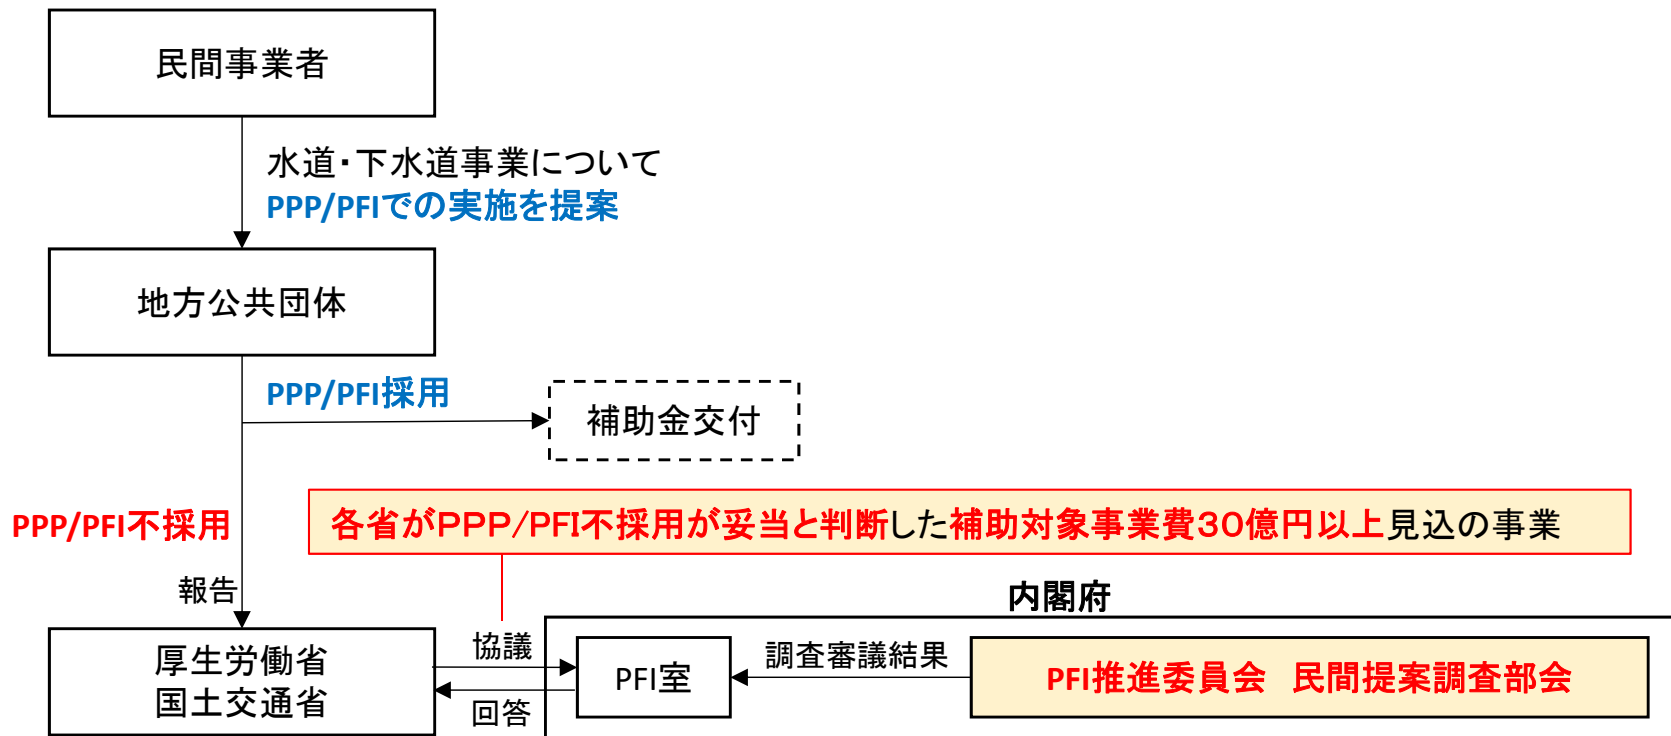 民間事業者
水道・下水道事業について
PPP/PFIでの実施を提案
地方公共団体
PPP/PFI採用
補助金交付
PPP/PFI不採用
各省がPPP/PFI不採用が妥当と判断した補助対象事業費30億円以上見込の事業
報告
内閣府
厚生労働省
国土交通省
協議
回答
PFI室
調査審議結果
PFI推進委員会　民間提案調査部会